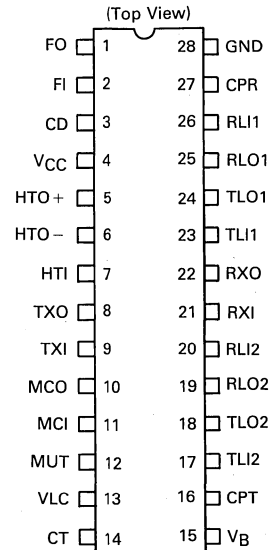 (Top View)
FO 1 28 GND
FI 2 27 CPR
CD 3 26 RLI1
VCC 4 25 RLO1
HTO+ 5 24 TLO1
HTO− 6 23 TLI1
HTI 7 22 RXO
TXO 8 21 RXI
TXI 9 20 RLI2
MCO 10 19 RLO2
MCI 11 18 TLO2
MUT 12 17 TLI2
VLC 13 16 CPT
CT 14 15 VB